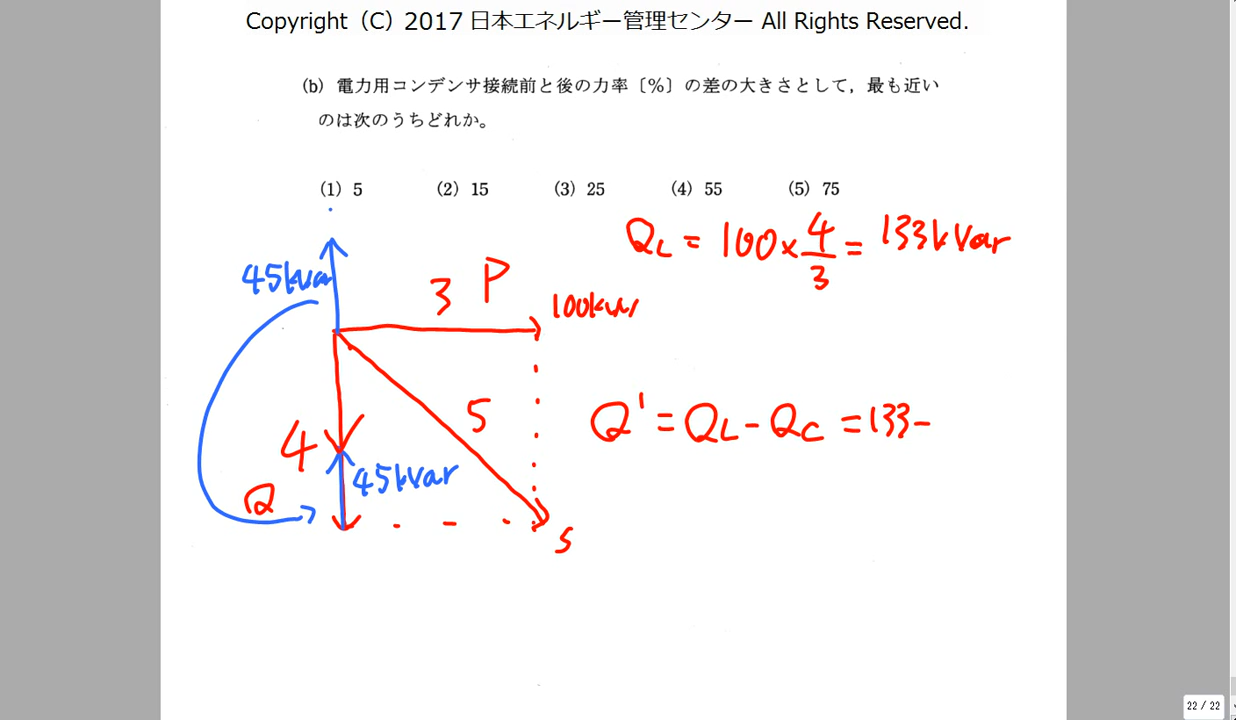 Copyright（C）2017 日本エネルギー管理センター All Rights Reserved.
(b) 電力用コンデンサ接続前と後の力率〔％〕の差の大きさとして，最も近い
のは次のうちどれか。
(1) 5 (2) 15 (3) 25 (4) 55 (5) 75
QL = 100 × 4/3 = 133kvar
45kvar
3 P
100kW
4
5
Q' = QL - QC = 133-
45kvar
Q
S
22 / 22